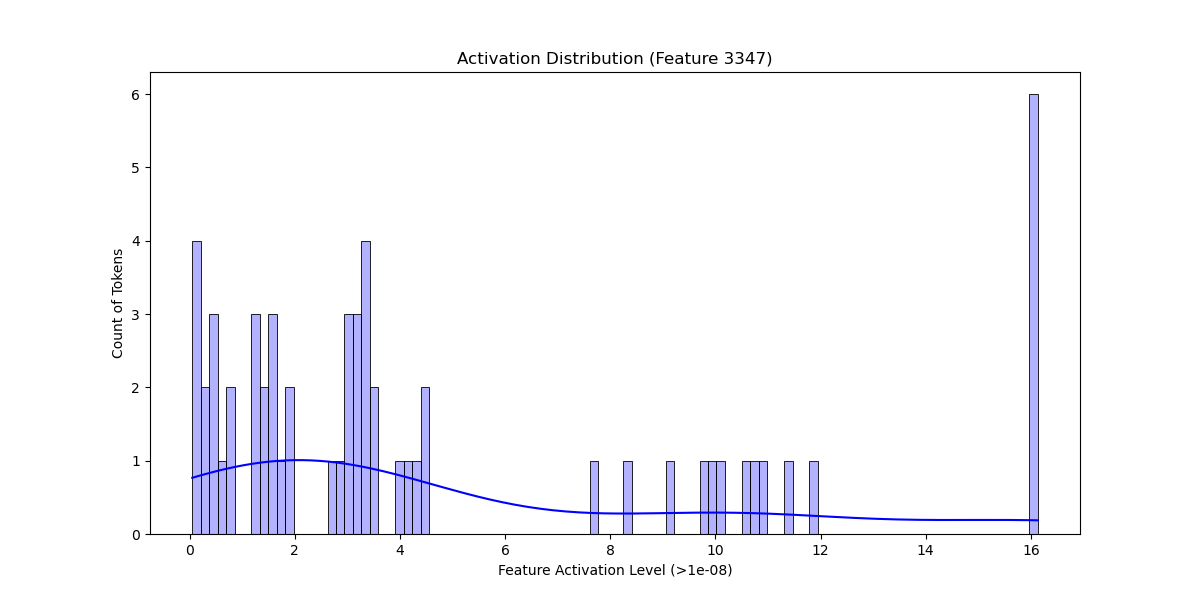 Activation Distribution (Feature 3347)
Count of Tokens
6
5
4
3
2
1
0
0 2 4 6 8 10 12 14 16
Feature Activation Level (>1e-08)